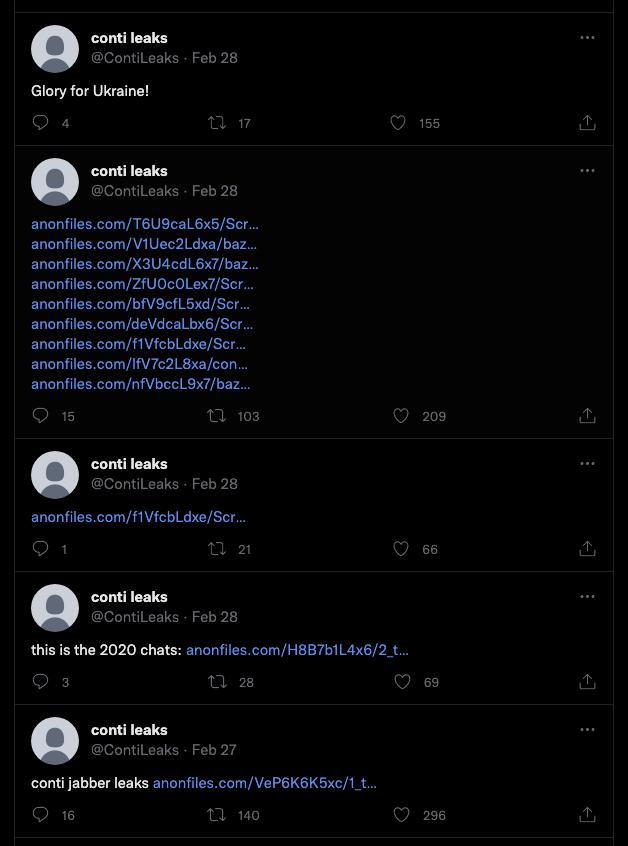 conti leaks
@ContiLeaks · Feb 28
Glory for Ukraine!
4 17 155
conti leaks
@ContiLeaks · Feb 28
anonfiles.com/T6U9caL6x5/Scr...
anonfiles.com/V1Uec2Ldxa/baz...
anonfiles.com/X3U4cdL6x7/baz...
anonfiles.com/ZfU0c0Lex7/Scr...
anonfiles.com/bfV9cfL5xd/Scr...
anonfiles.com/deVdcaLbx6/Scr...
anonfiles.com/f1VfcbLdxe/Scr...
anonfiles.com/lfV7c2L8xa/con...
anonfiles.com/nfVbccL9x7/baz...
15 103 209
conti leaks
@ContiLeaks · Feb 28
anonfiles.com/f1VfcbLdxe/Scr...
1 21 66
conti leaks
@ContiLeaks · Feb 28
this is the 2020 chats: anonfiles.com/H8B7b1L4x6/2_t...
3 28 69
conti leaks
@ContiLeaks · Feb 27
conti jabber leaks anonfiles.com/VeP6K6K5xc/1_t...
16 140 296